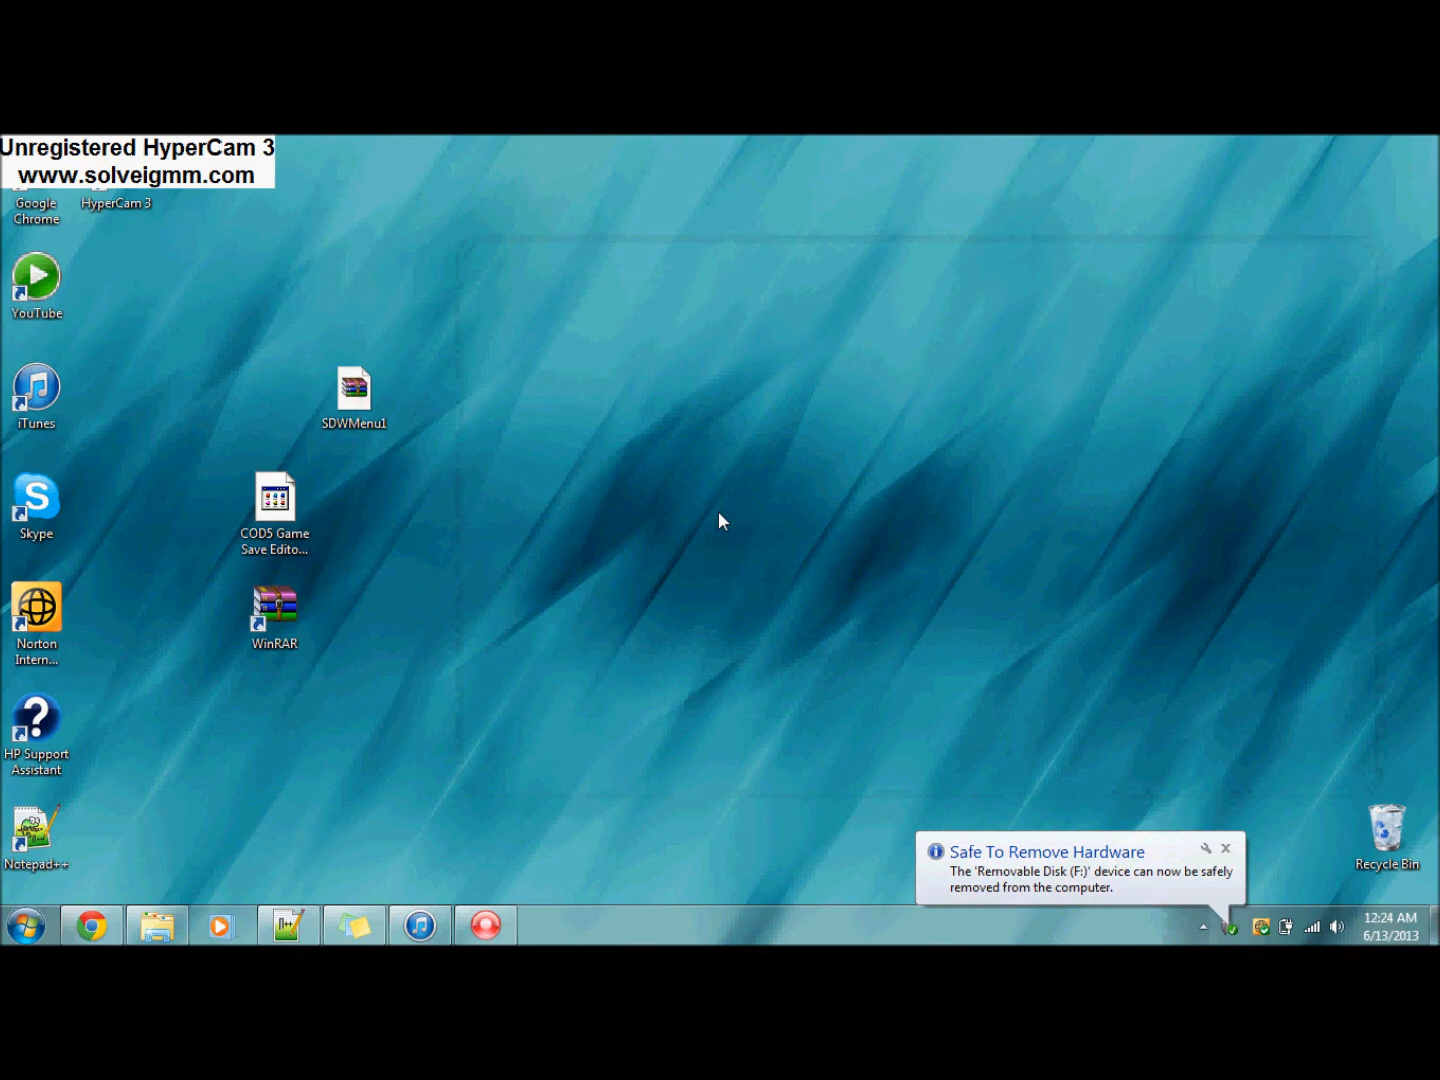 Unregistered HyperCam 3
www.solveigmm.com
Google
Chrome
HyperCam 3
YouTube
iTunes
SDWMenu1
Skype
COD5 Game
Save Edito...
Norton
Intern...
WinRAR
HP Support
Assistant
Notepad++
Recycle Bin
Safe To Remove Hardware
The 'Removable Disk (F:)' device can now be safely
removed from the computer.
12:24 AM
6/13/2013